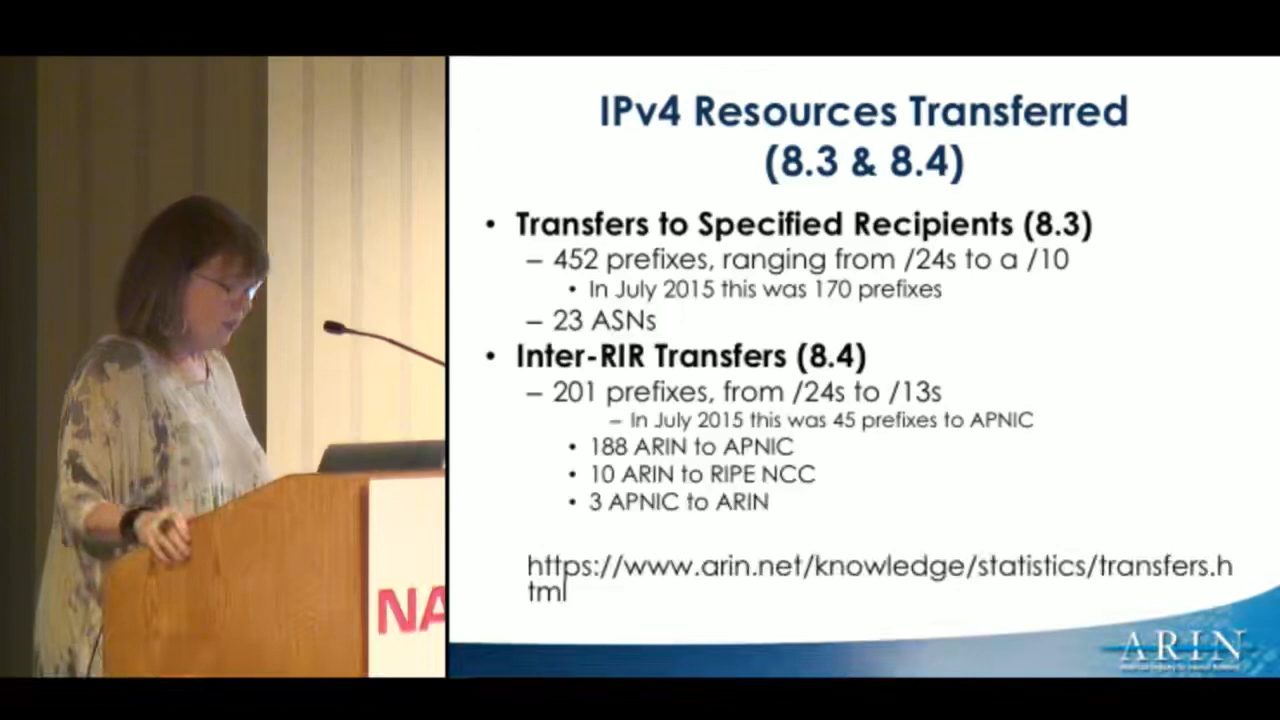 IPv4 Resources Transferred
(8.3 & 8.4)
• Transfers to Specified Recipients (8.3)
– 452 prefixes, ranging from /24s to a /10
• In July 2015 this was 170 prefixes
– 23 ASNs
• Inter-RIR Transfers (8.4)
– 201 prefixes, from /24s to /13s
– In July 2015 this was 45 prefixes to APNIC
• 188 ARIN to APNIC
• 10 ARIN to RIPE NCC
• 3 APNIC to ARIN
https://www.arin.net/knowledge/statistics/transfers.h
tml
NA
ARIN